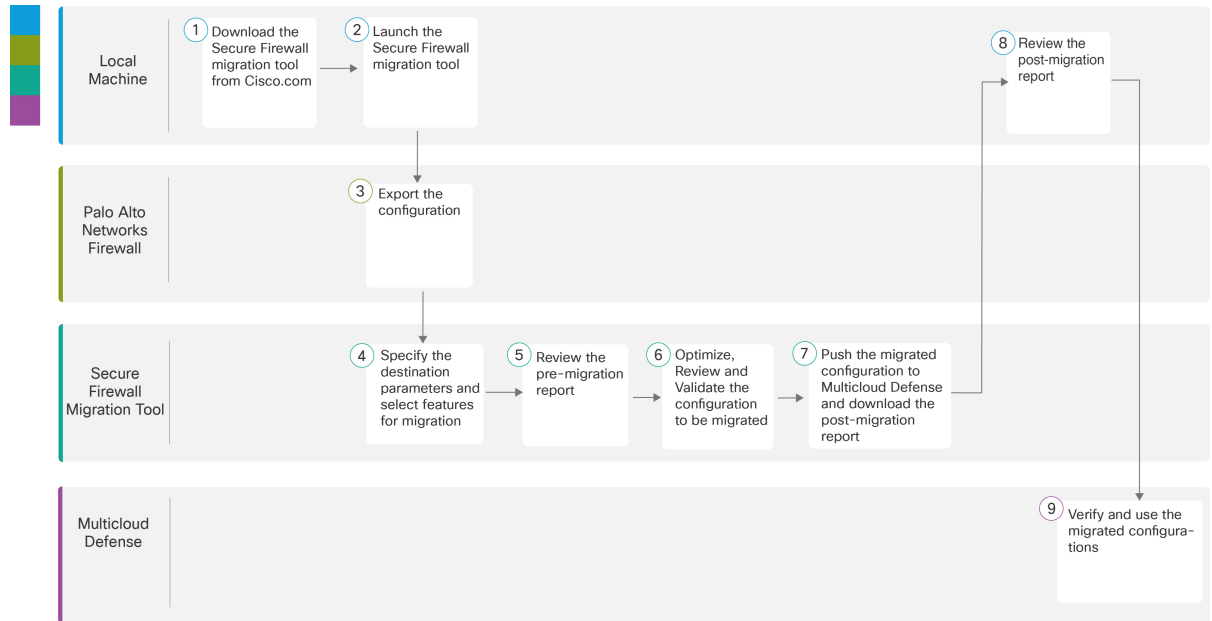 Local
Machine
1
Download the
Secure Firewall
migration tool
from Cisco.com
2
Launch the
Secure Firewall
migration tool
8
Review the
post-migration
report
Palo Alto
Networks
Firewall
3
Export the
configuration
Secure
Firewall
Migration Tool
4
Specify the
destination
parameters and
select features
for migration
5
Review the
pre-migration
report
6
Optimize,
Review and
Validate the
configuration
to be migrated
7
Push the migrated
configuration to
Multicloud Defense
and download the
post-migration
report
Multicloud
Defense
9
Verify and use the
migrated configura-
tions